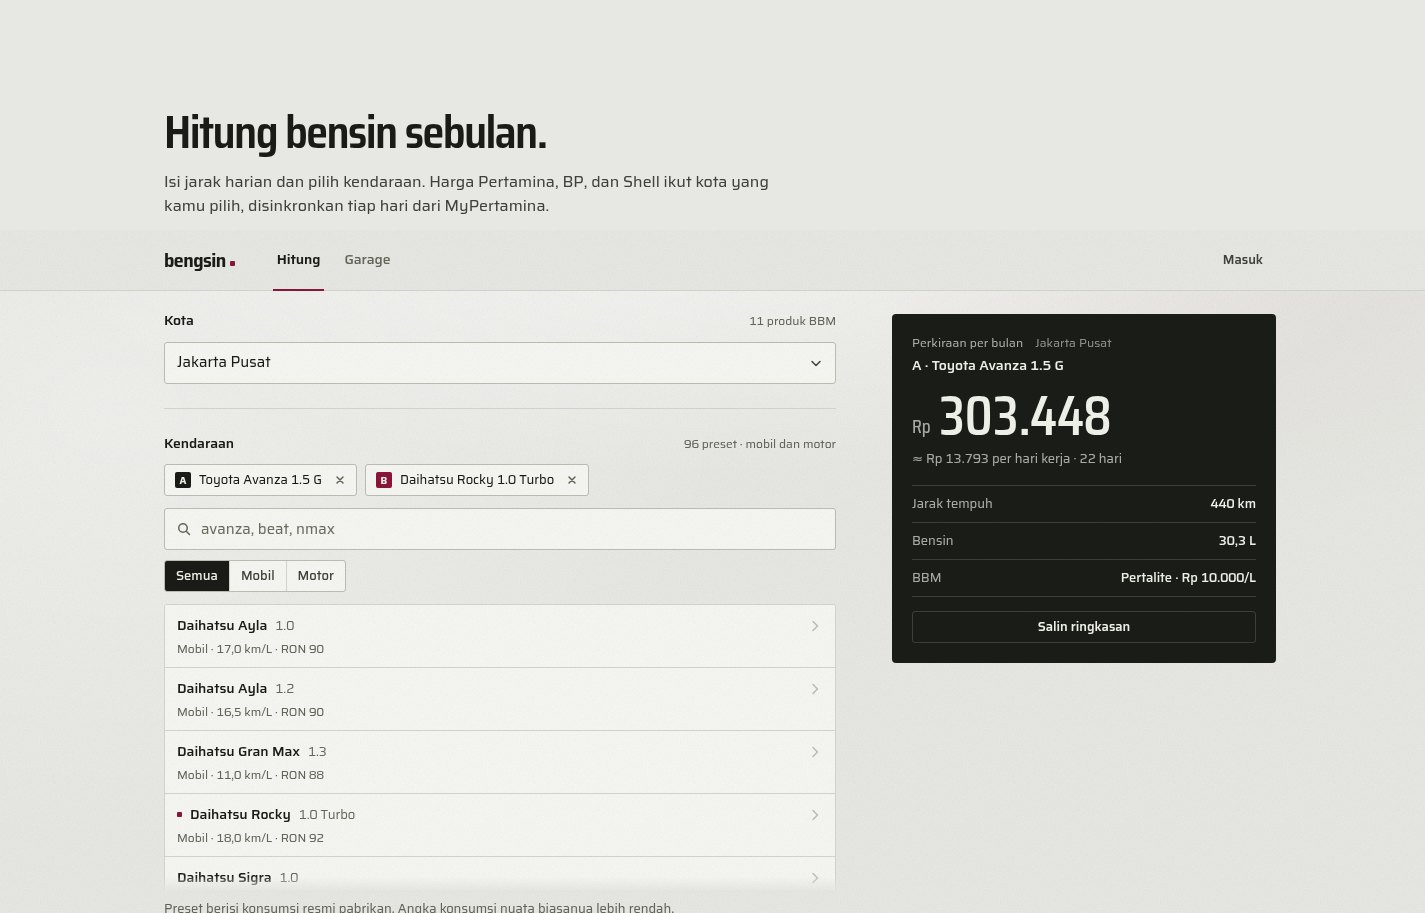 Hitung bensin sebulan.
Isi jarak harian dan pilih kendaraan. Harga Pertamina, BP, dan Shell ikut kota yang
kamu pilih, disinkronkan tiap hari dari MyPertamina.
bengsin
Hitung
Garage
Masuk
Kota
11 produk BBM
Jakarta Pusat
Kendaraan
96 preset · mobil dan motor
A Toyota Avanza 1.5 G ×
B Daihatsu Rocky 1.0 Turbo ×
avanza, beat, nmax
Semua
Mobil
Motor
Daihatsu Ayla 1.0
Mobil · 17,0 km/L · RON 90
Daihatsu Ayla 1.2
Mobil · 16,5 km/L · RON 90
Daihatsu Gran Max 1.3
Mobil · 11,0 km/L · RON 88
Daihatsu Rocky 1.0 Turbo
Mobil · 18,0 km/L · RON 92
Daihatsu Sigra 1.0
Preset berisi konsumsi resmi pabrikan. Angka konsumsi nyata biasanya lebih rendah.
Perkiraan per bulan Jakarta Pusat
A · Toyota Avanza 1.5 G
Rp 303.448
≈ Rp 13.793 per hari kerja · 22 hari
Jarak tempuh 440 km
Bensin 30,3 L
BBM Pertalite · Rp 10.000/L
Salin ringkasan